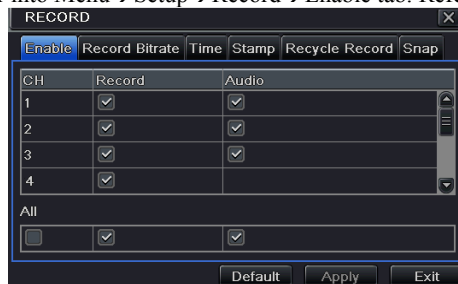 RECORD
Enable Record Bitrate Time Stamp Recycle Record Snap
CH Record Audio
1
2
3
4
All
Default Apply Exit